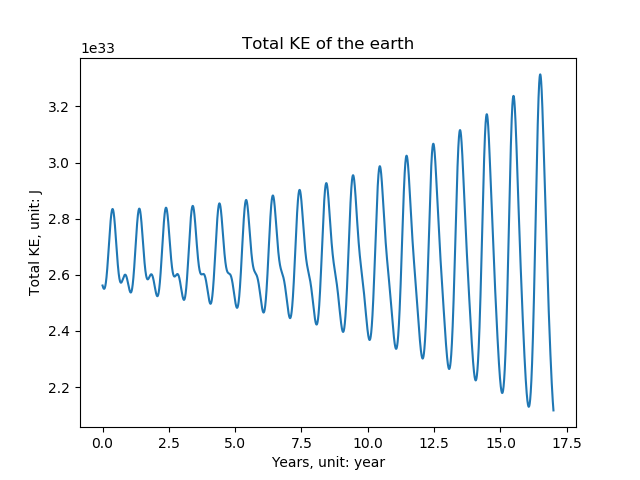 Total KE of the earth
1e33
3.2
3.0
2.8
2.6
2.4
2.2
Total KE, unit: J
0.0 2.5 5.0 7.5 10.0 12.5 15.0 17.5
Years, unit: year